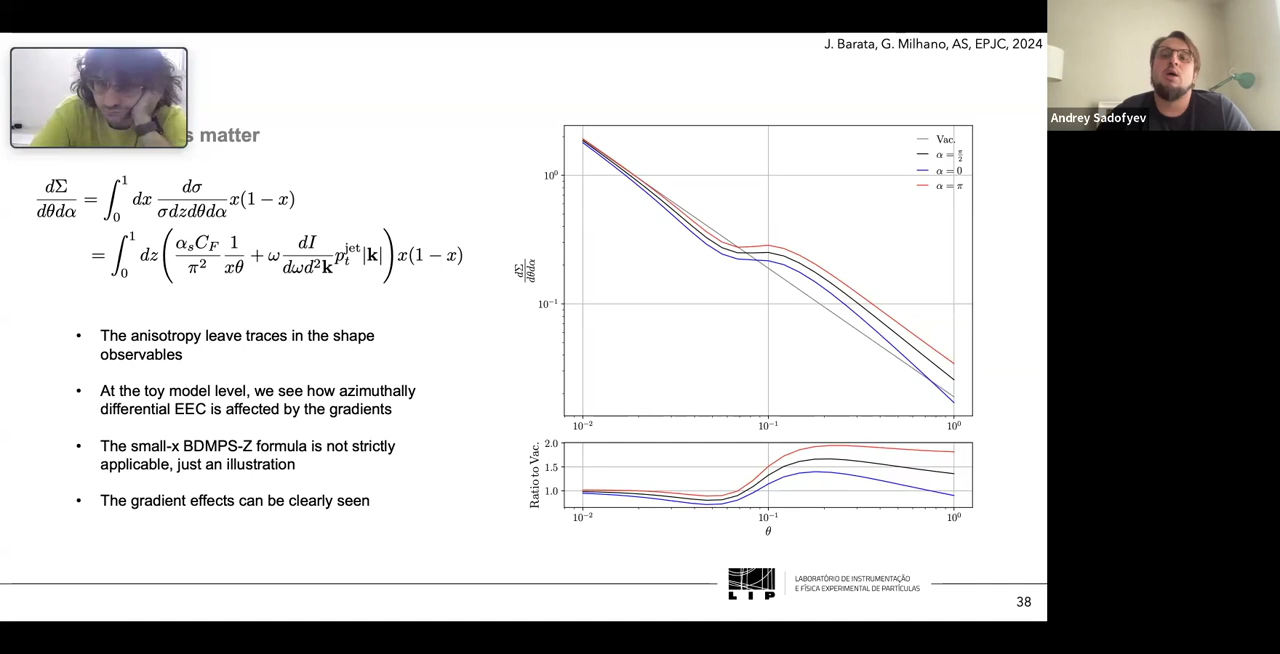 J. Barata, G. Milhano, AS, EPJC, 2024
Andrey Sadofyev
s matter
dΣ/dθdα = ∫₀¹ dx dσ/σdzdθdα x(1 − x)
= ∫₀¹ dz (αₛC_F/π² 1/xθ + ω dI/dωd²𝐤 pₜ^jet |𝐤|) x(1 − x)
• The anisotropy leave traces in the shape
observables
• At the toy model level, we see how azimuthally
differential EEC is affected by the gradients
• The small-x BDMPS-Z formula is not strictly
applicable, just an illustration
• The gradient effects can be clearly seen
Vac.
α = π/2
α = 0
α = π
10⁰
dΣ/dθdα
10⁻¹
10⁻² 10⁻¹ 10⁰
Ratio to Vac.
2.0
1.5
1.0
10⁻² 10⁻¹ 10⁰
θ
LIP
LABORATÓRIO DE INSTRUMENTAÇÃO
E FÍSICA EXPERIMENTAL DE PARTÍCULAS
38